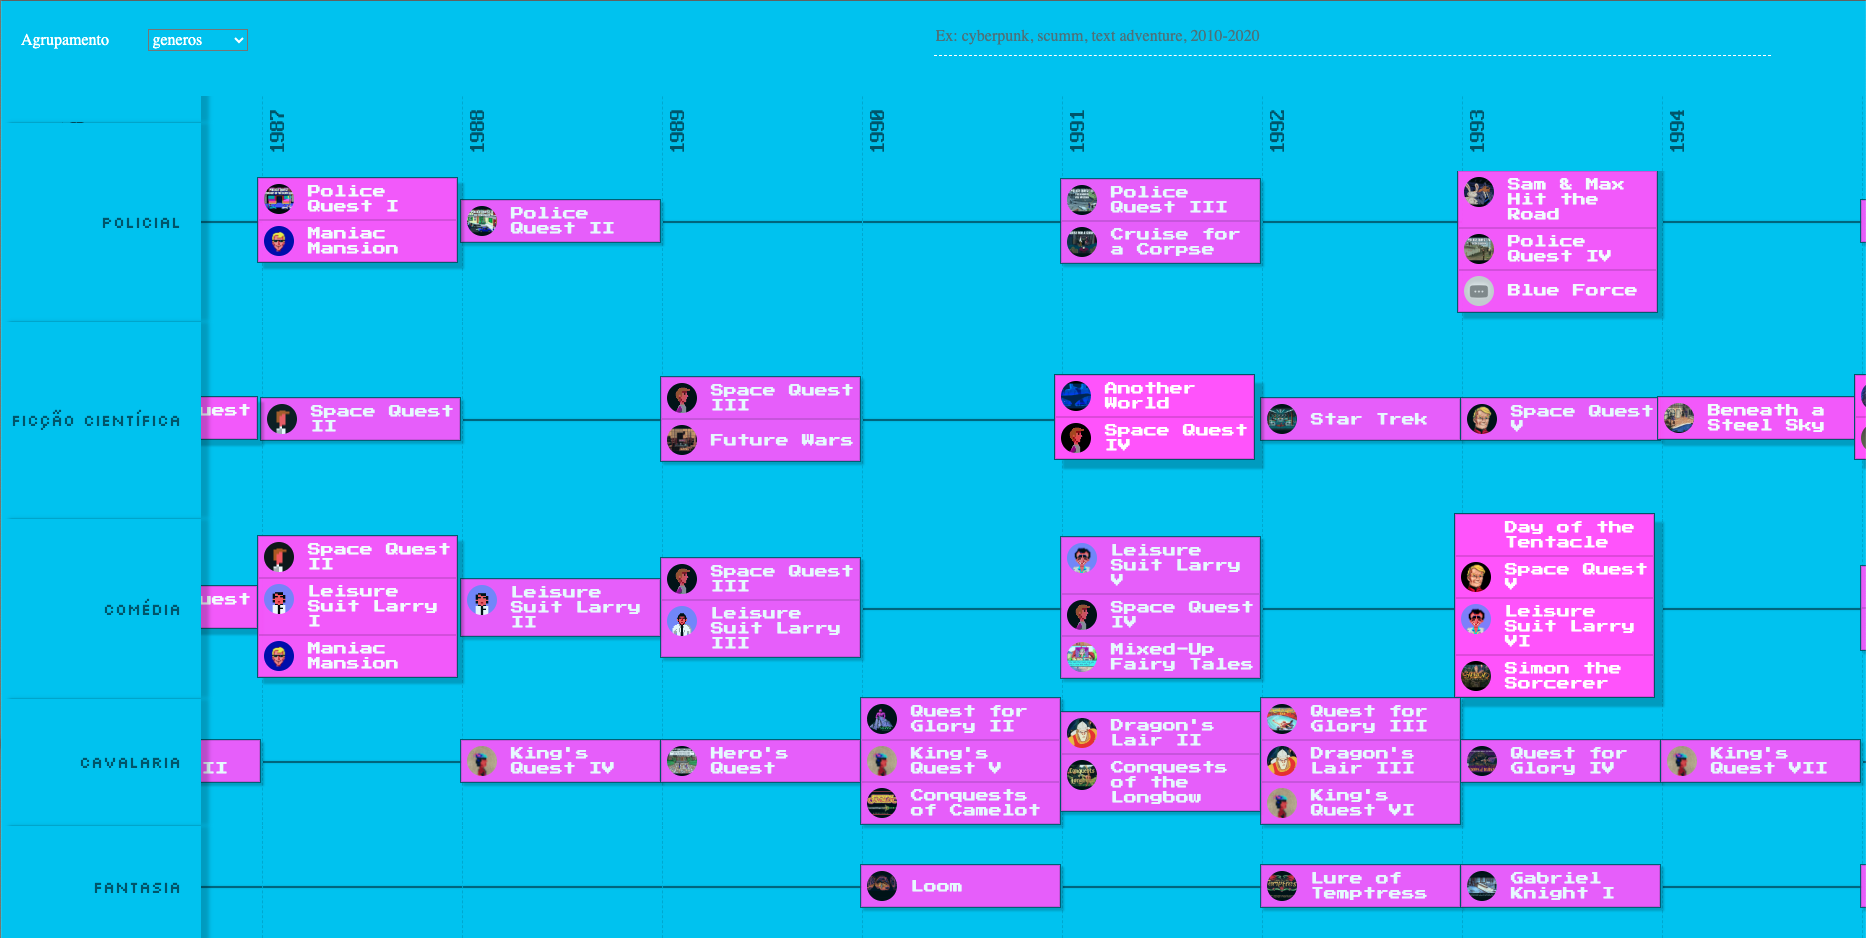 Agrupamento
generos
Ex: cyberpunk, scumm, text adventure, 2010-2020
1987
1988
1989
1990
1991
1992
1993
1994
POLICIAL
Police
Quest I
Maniac
Mansion
Police
Quest II
Police
Quest III
Cruise for
a Corpse
Sam & Max
Hit the
Road
Police
Quest IV
Blue Force
FICÇÃO CIENTÍFICA
uest
Space Quest
II
Space Quest
III
Future Wars
Another
World
Space Quest
IV
Star Trek
Space Quest
V
Beneath a
Steel Sky
COMÉDIA
uest
Space Quest
II
Leisure
Suit Larry
I
Maniac
Mansion
Leisure
Suit Larry
II
Space Quest
III
Leisure
Suit Larry
III
Leisure
Suit Larry
V
Space Quest
IV
Mixed-Up
Fairy Tales
Day of the
Tentacle
Space Quest
V
Leisure
Suit Larry
VI
Simon the
Sorcerer
CAVALARIA
II
King's
Quest IV
Hero's
Quest
Quest for
Glory II
King's
Quest V
Conquests
of Camelot
Dragon's
Lair II
Conquests
of the
Longbow
Quest for
Glory III
Dragon's
Lair III
King's
Quest VI
Quest for
Glory IV
King's
Quest VII
FANTASIA
Loom
Lure of
Temptress
Gabriel
Knight I